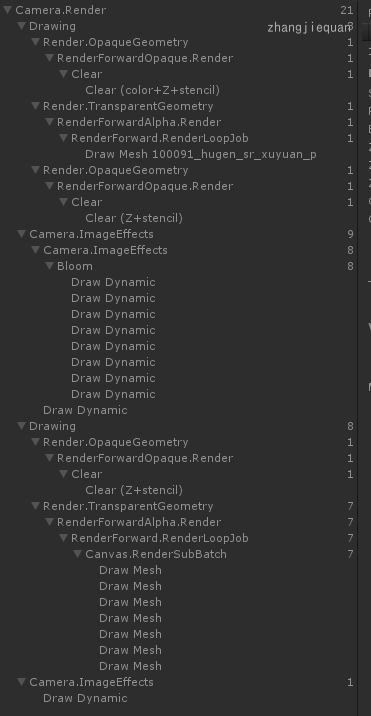 Camera.Render 21
Drawing 3
zhangjiequan
Render.OpaqueGeometry 1
RenderForwardOpaque.Render 1
Clear 1
Clear (color+Z+stencil)
Render.TransparentGeometry 1
RenderForwardAlpha.Render 1
RenderForward.RenderLoopJob 1
Draw Mesh 100091_hugen_sr_xuyuan_p
Render.OpaqueGeometry 1
RenderForwardOpaque.Render 1
Clear 1
Clear (Z+stencil)
Camera.ImageEffects 9
Camera.ImageEffects 8
Bloom 8
Draw Dynamic
Draw Dynamic
Draw Dynamic
Draw Dynamic
Draw Dynamic
Draw Dynamic
Draw Dynamic
Draw Dynamic
Draw Dynamic
Drawing 8
Render.OpaqueGeometry 1
RenderForwardOpaque.Render 1
Clear 1
Clear (Z+stencil)
Render.TransparentGeometry 7
RenderForwardAlpha.Render 7
RenderForward.RenderLoopJob 7
Canvas.RenderSubBatch 7
Draw Mesh
Draw Mesh
Draw Mesh
Draw Mesh
Draw Mesh
Draw Mesh
Draw Mesh
Camera.ImageEffects 1
Draw Dynamic